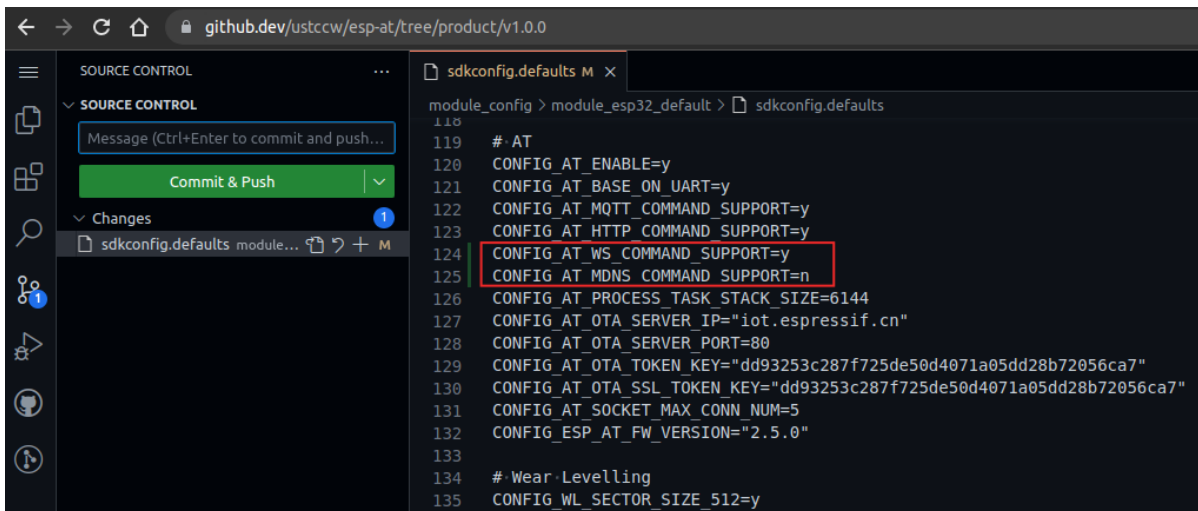 github.dev/ustccw/esp-at/tree/product/v1.0.0
SOURCE CONTROL
SOURCE CONTROL
Message (Ctrl+Enter to commit and push...
Commit & Push
Changes
1
sdkconfig.defaults module... M
1
sdkconfig.defaults M
module_config > module_esp32_default > sdkconfig.defaults
118
119 # AT
120 CONFIG_AT_ENABLE=y
121 CONFIG_AT_BASE_ON_UART=y
122 CONFIG_AT_MQTT_COMMAND_SUPPORT=y
123 CONFIG_AT_HTTP_COMMAND_SUPPORT=y
124 CONFIG_AT_WS_COMMAND_SUPPORT=y
125 CONFIG_AT_MDNS_COMMAND_SUPPORT=n
126 CONFIG_AT_PROCESS_TASK_STACK_SIZE=6144
127 CONFIG_AT_OTA_SERVER_IP="iot.espressif.cn"
128 CONFIG_AT_OTA_SERVER_PORT=80
129 CONFIG_AT_OTA_TOKEN_KEY="dd93253c287f725de50d4071a05dd28b72056ca7"
130 CONFIG_AT_OTA_SSL_TOKEN_KEY="dd93253c287f725de50d4071a05dd28b72056ca7"
131 CONFIG_AT_SOCKET_MAX_CONN_NUM=5
132 CONFIG_ESP_AT_FW_VERSION="2.5.0"
133
134 # Wear Levelling
135 CONFIG_WL_SECTOR_SIZE_512=y